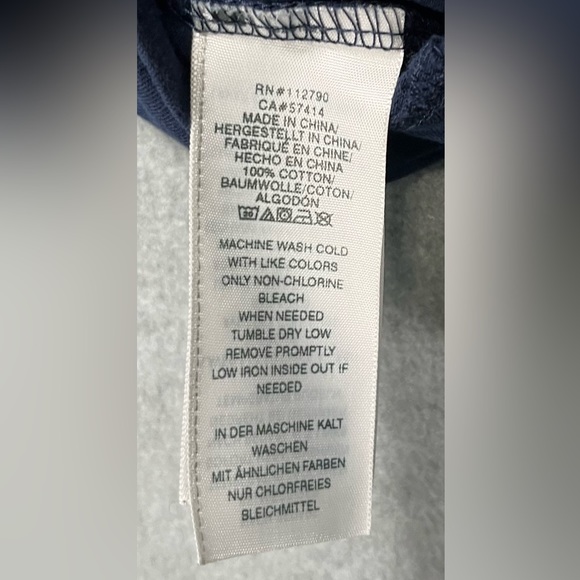 RN#112790
CA#57414
MADE IN CHINA/
HERGESTELLT IN CHINA/
FABRIQUÉ EN CHINE/
HECHO EN CHINA
100% COTTON/
BAUMWOLLE/COTON/
ALGODÓN
MACHINE WASH COLD
WITH LIKE COLORS
ONLY NON-CHLORINE
BLEACH
WHEN NEEDED
TUMBLE DRY LOW
REMOVE PROMPTLY
LOW IRON INSIDE OUT IF
NEEDED
IN DER MASCHINE KALT
WASCHEN
MIT ÄHNLICHEN FARBEN
NUR CHLORFREIES
BLEICHMITTEL